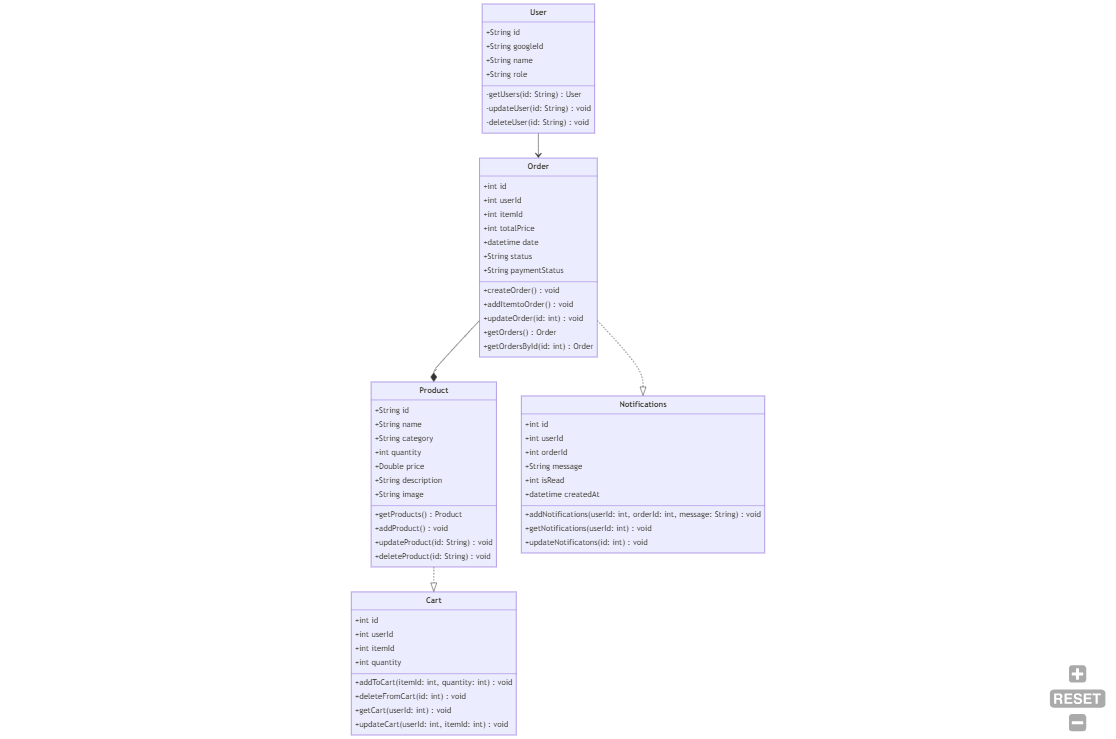 User
+String id
+String googleId
+String name
+String role
-getUsers(id: String) : User
-updateUser(id: String) : void
-deleteUser(id: String) : void
Order
+int id
+int userId
+int itemId
+int totalPrice
+datetime date
+String status
+String paymentStatus
+createOrder() : void
+addItemtoOrder() : void
+updateOrder(id: int) : void
+getOrders() : Order
+getOrdersById(id: int) : Order
Product
+String id
+String name
+String category
+int quantity
+Double price
+String description
+String image
+getProducts() : Product
+addProduct() : void
+updateProduct(id: String) : void
+deleteProduct(id: String) : void
Notifications
+int id
+int userId
+int orderId
+String message
+int isRead
+datetime createdAt
+addNotifications(userId: int, orderId: int, message: String) : void
+getNotifications(userId: int) : void
+updateNotificatons(id: int) : void
Cart
+int id
+int userId
+int itemId
+int quantity
+addToCart(itemId: int, quantity: int) : void
+deleteFromCart(id: int) : void
+getCart(userId: int) : void
+updateCart(userId: int, itemId: int) : void
RESET